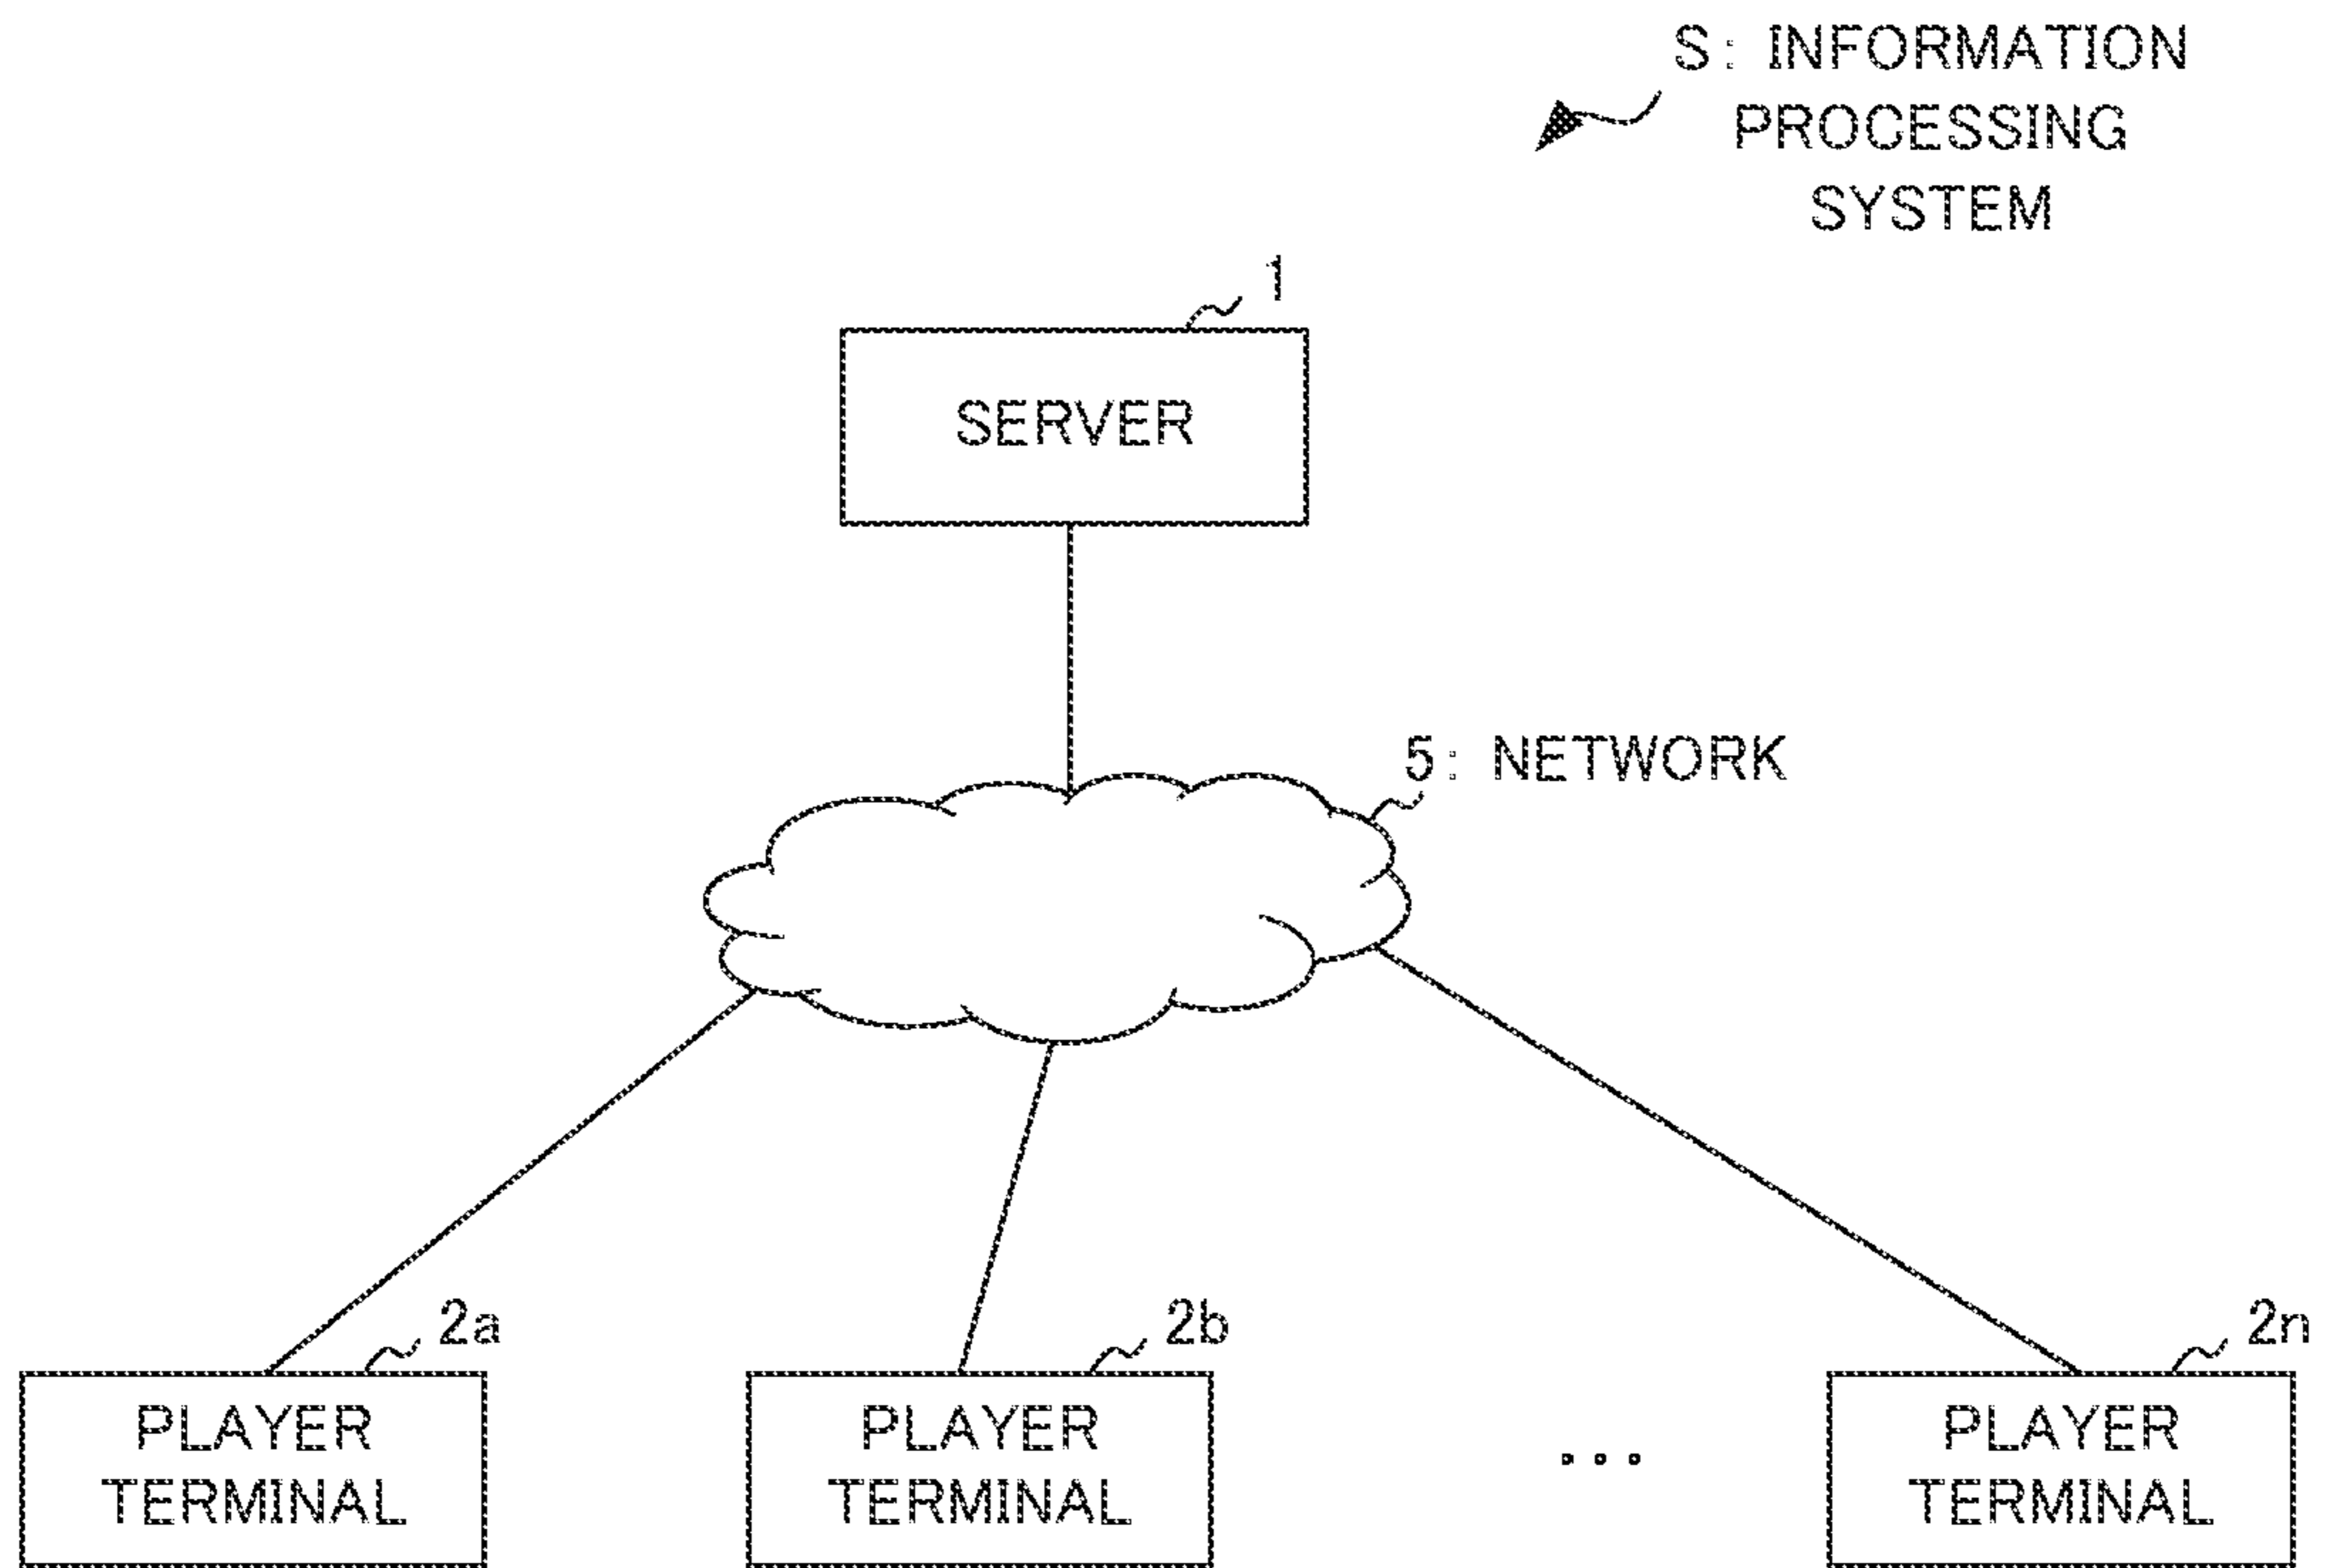 S: INFORMATION
PROCESSING
SYSTEM
1
SERVER
5: NETWORK
2a
2b
2n
PLAYER
TERMINAL
PLAYER
TERMINAL
...
PLAYER
TERMINAL